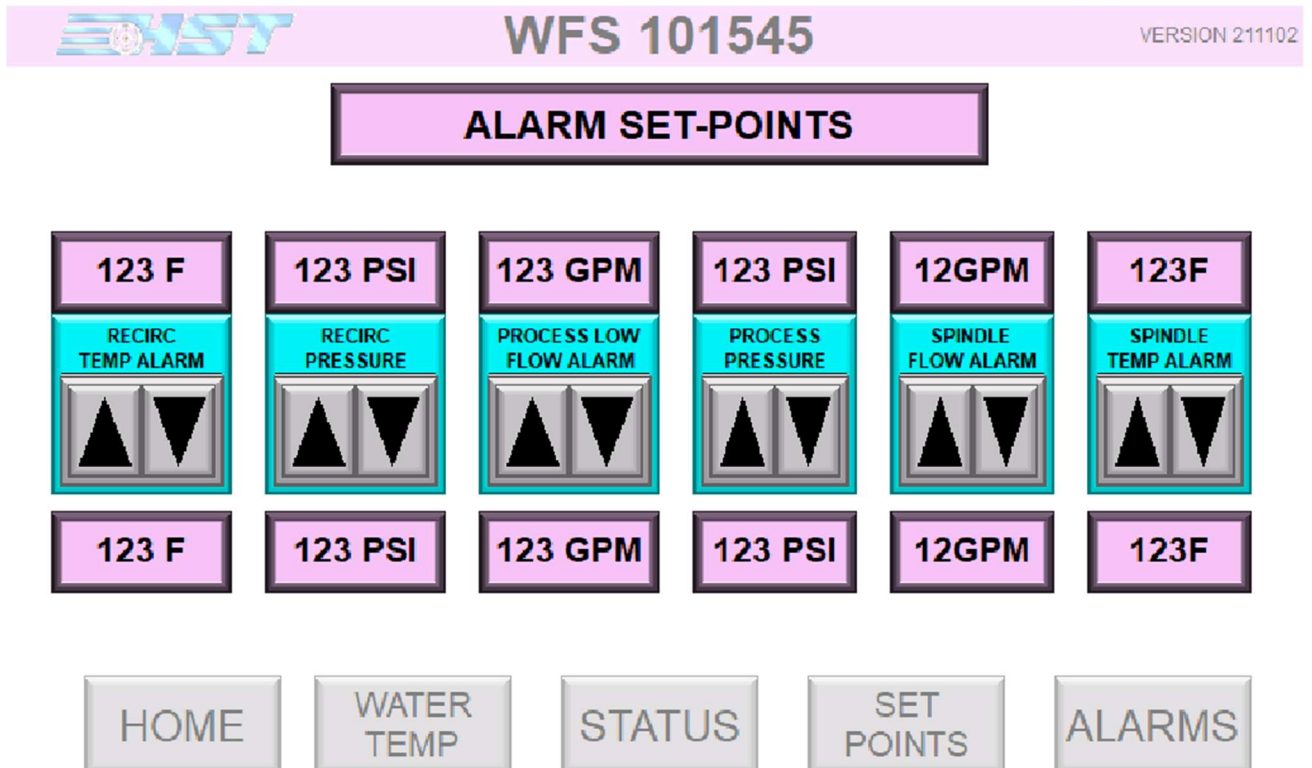 HST
WFS 101545
VERSION 211102
ALARM SET-POINTS
123 F
123 PSI
123 GPM
123 PSI
12GPM
123F
RECIRC
TEMP ALARM
RECIRC
PRESSURE
PROCESS LOW
FLOW ALARM
PROCESS
PRESSURE
SPINDLE
FLOW ALARM
SPINDLE
TEMP ALARM
123 F
123 PSI
123 GPM
123 PSI
12GPM
123F
HOME
WATER
TEMP
STATUS
SET
POINTS
ALARMS